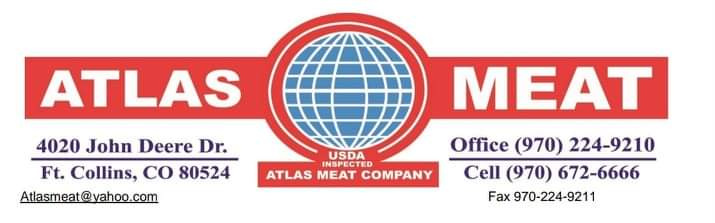 ATLAS MEAT
4020 John Deere Dr.
Ft. Collins, CO 80524
Atlasmeat@yahoo.com
USDA
INSPECTED
ATLAS MEAT COMPANY
Office (970) 224-9210
Cell (970) 672-6666
Fax 970-224-9211